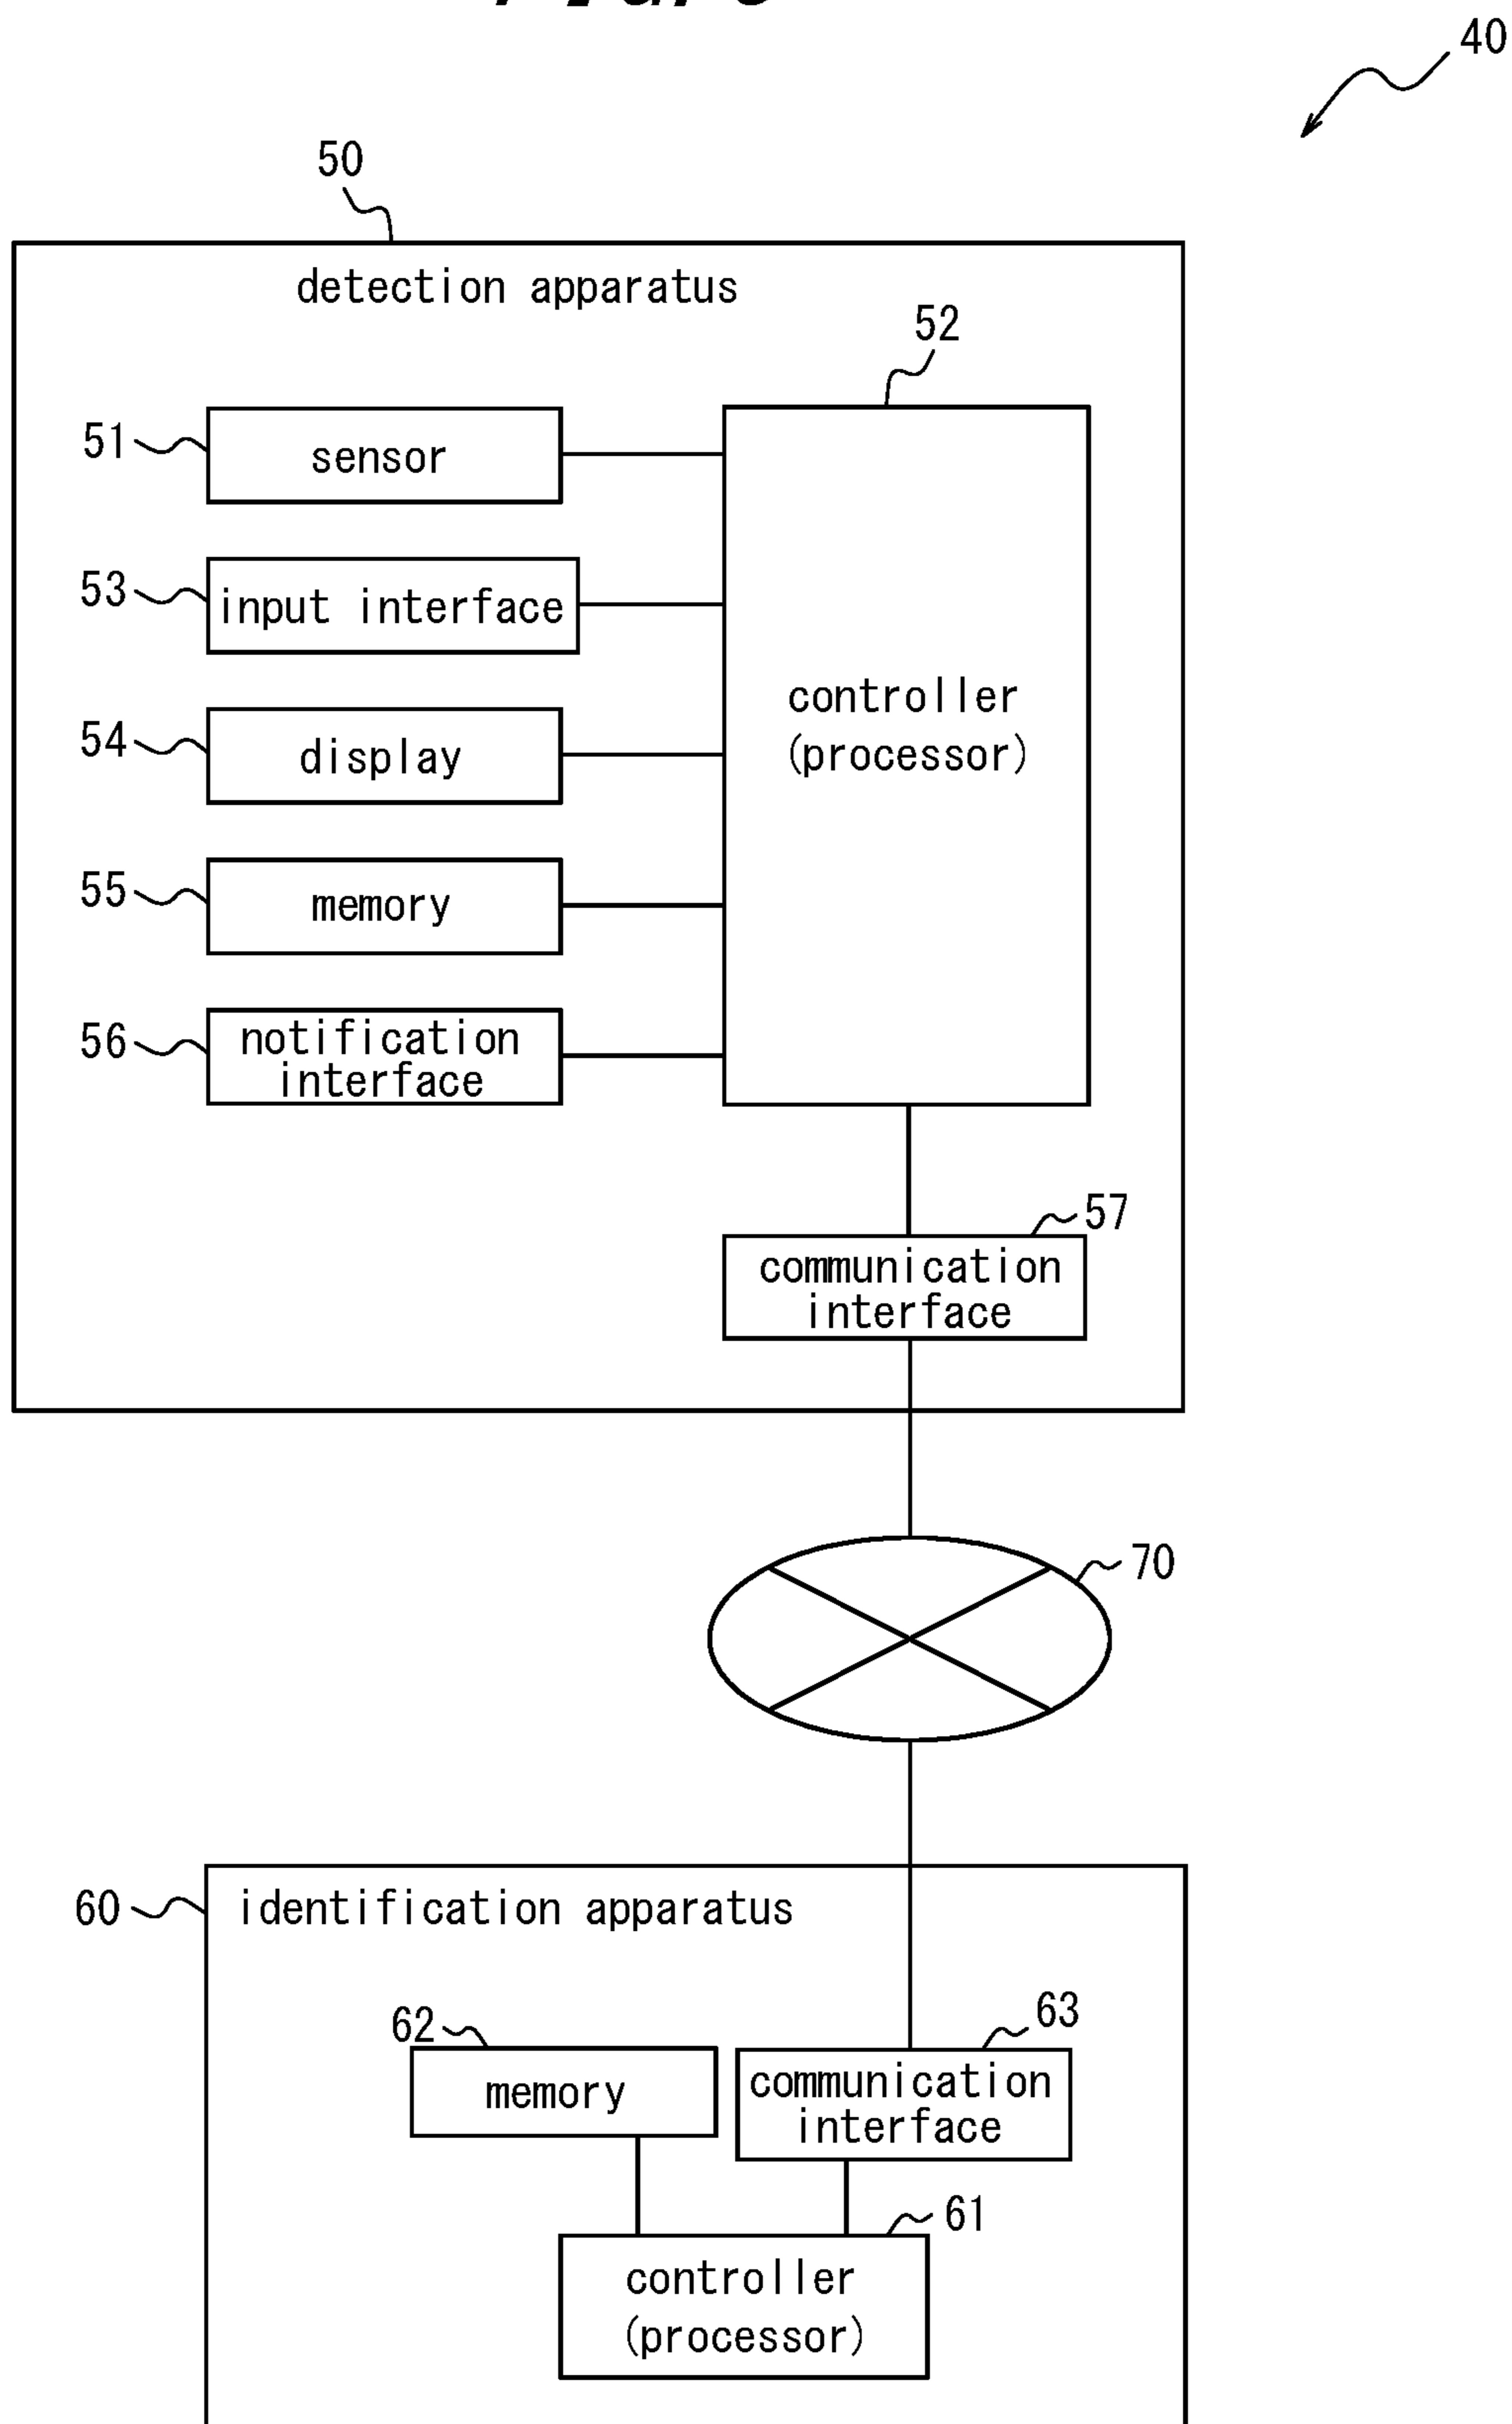 40
50
detection apparatus
52
51
sensor
53
input interface
controller
(processor)
54
display
55
memory
56
notification
interface
57
communication
interface
70
60
identification apparatus
62
63
memory
communication
interface
61
controller
(processor)